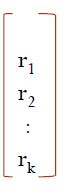 r₁
r₂
:
rₖ